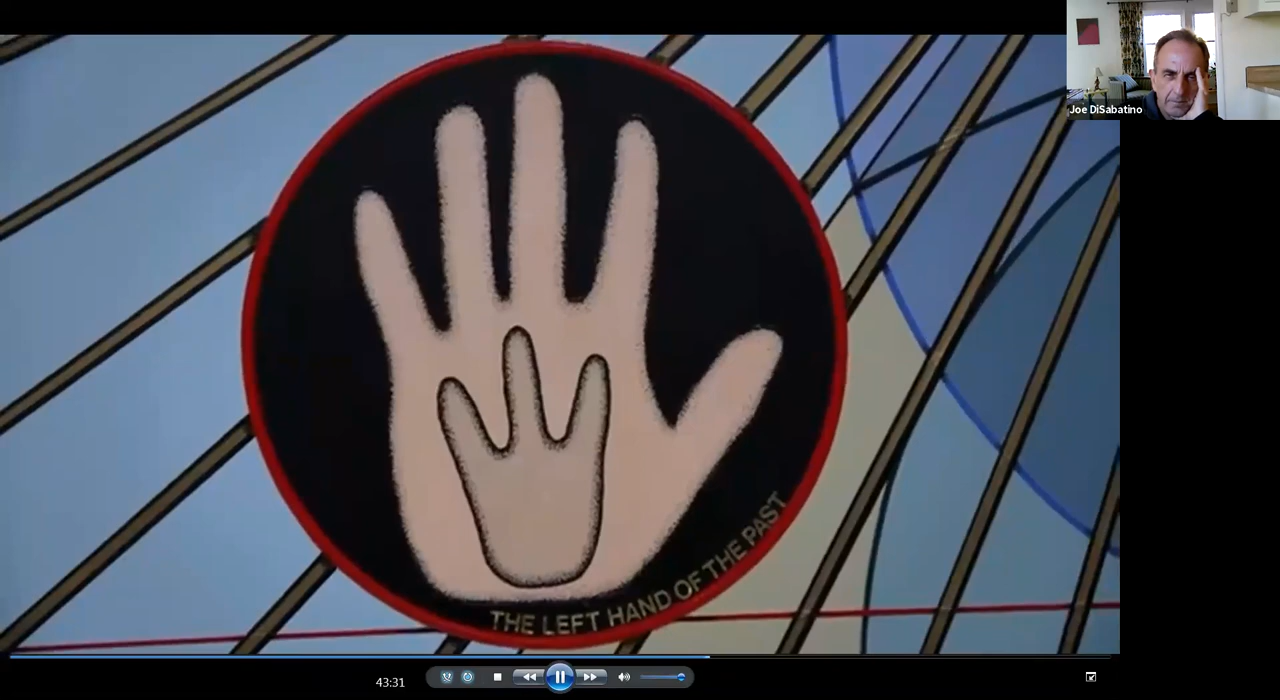 Joe DiSabatino
THE LEFT HAND OF THE PAST
43:31